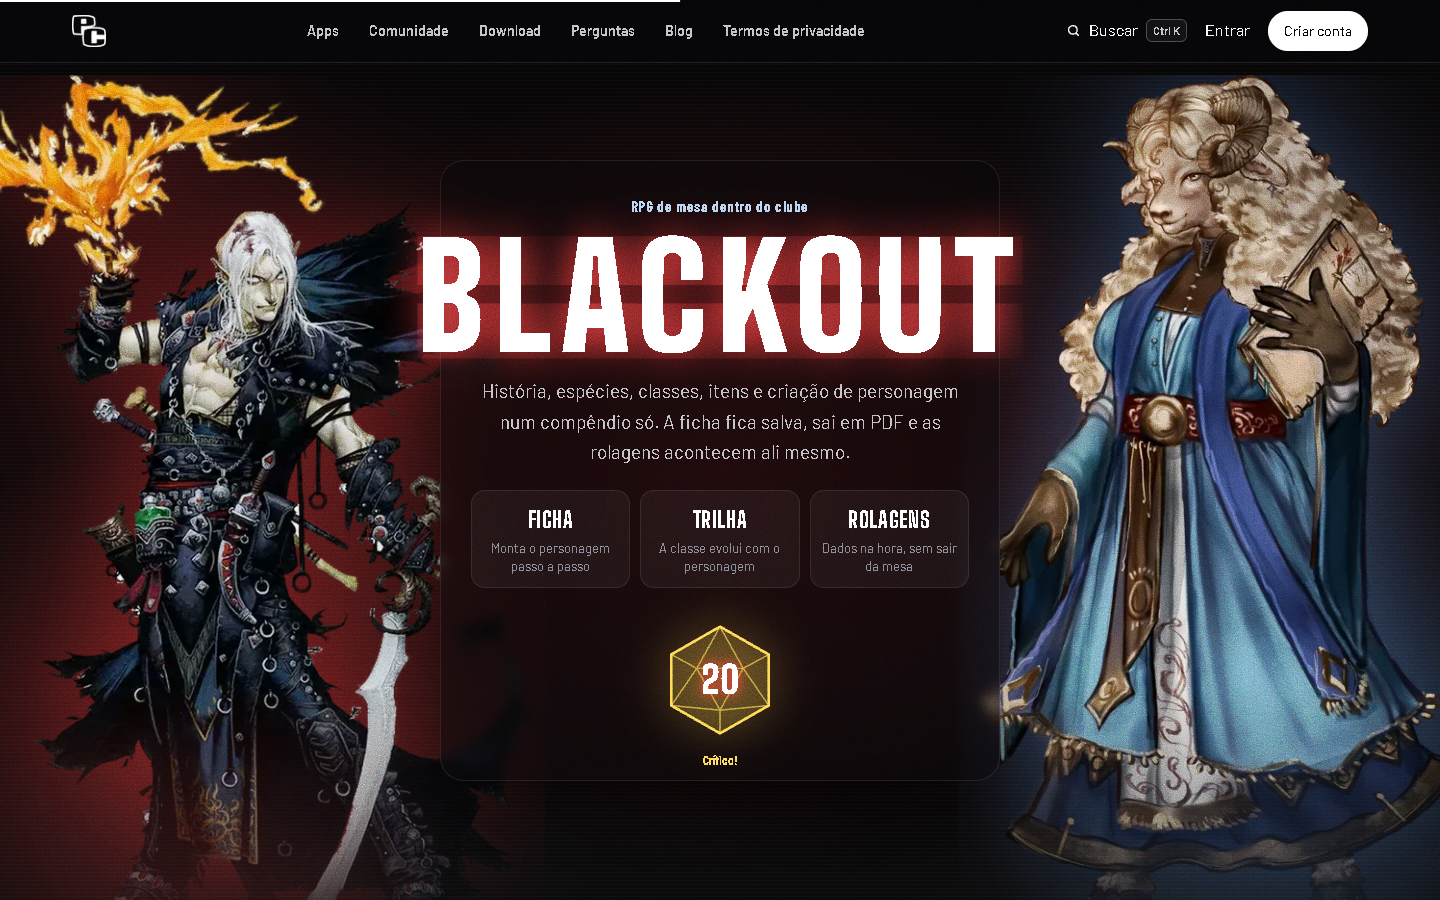 PC
Apps Comunidade Download Perguntas Blog Termos de privacidade Buscar Ctrl K Entrar Criar conta
RPG de mesa dentro do clube
BLACKOUT
História, espécies, classes, itens e criação de personagem
num compêndio só. A ficha fica salva, sai em PDF e as
rolagens acontecem ali mesmo.
FICHA
Monta o personagem
passo a passo
TRILHA
A classe evolui com o
personagem
ROLAGENS
Dados na hora, sem sair
da mesa
20
Crítico!